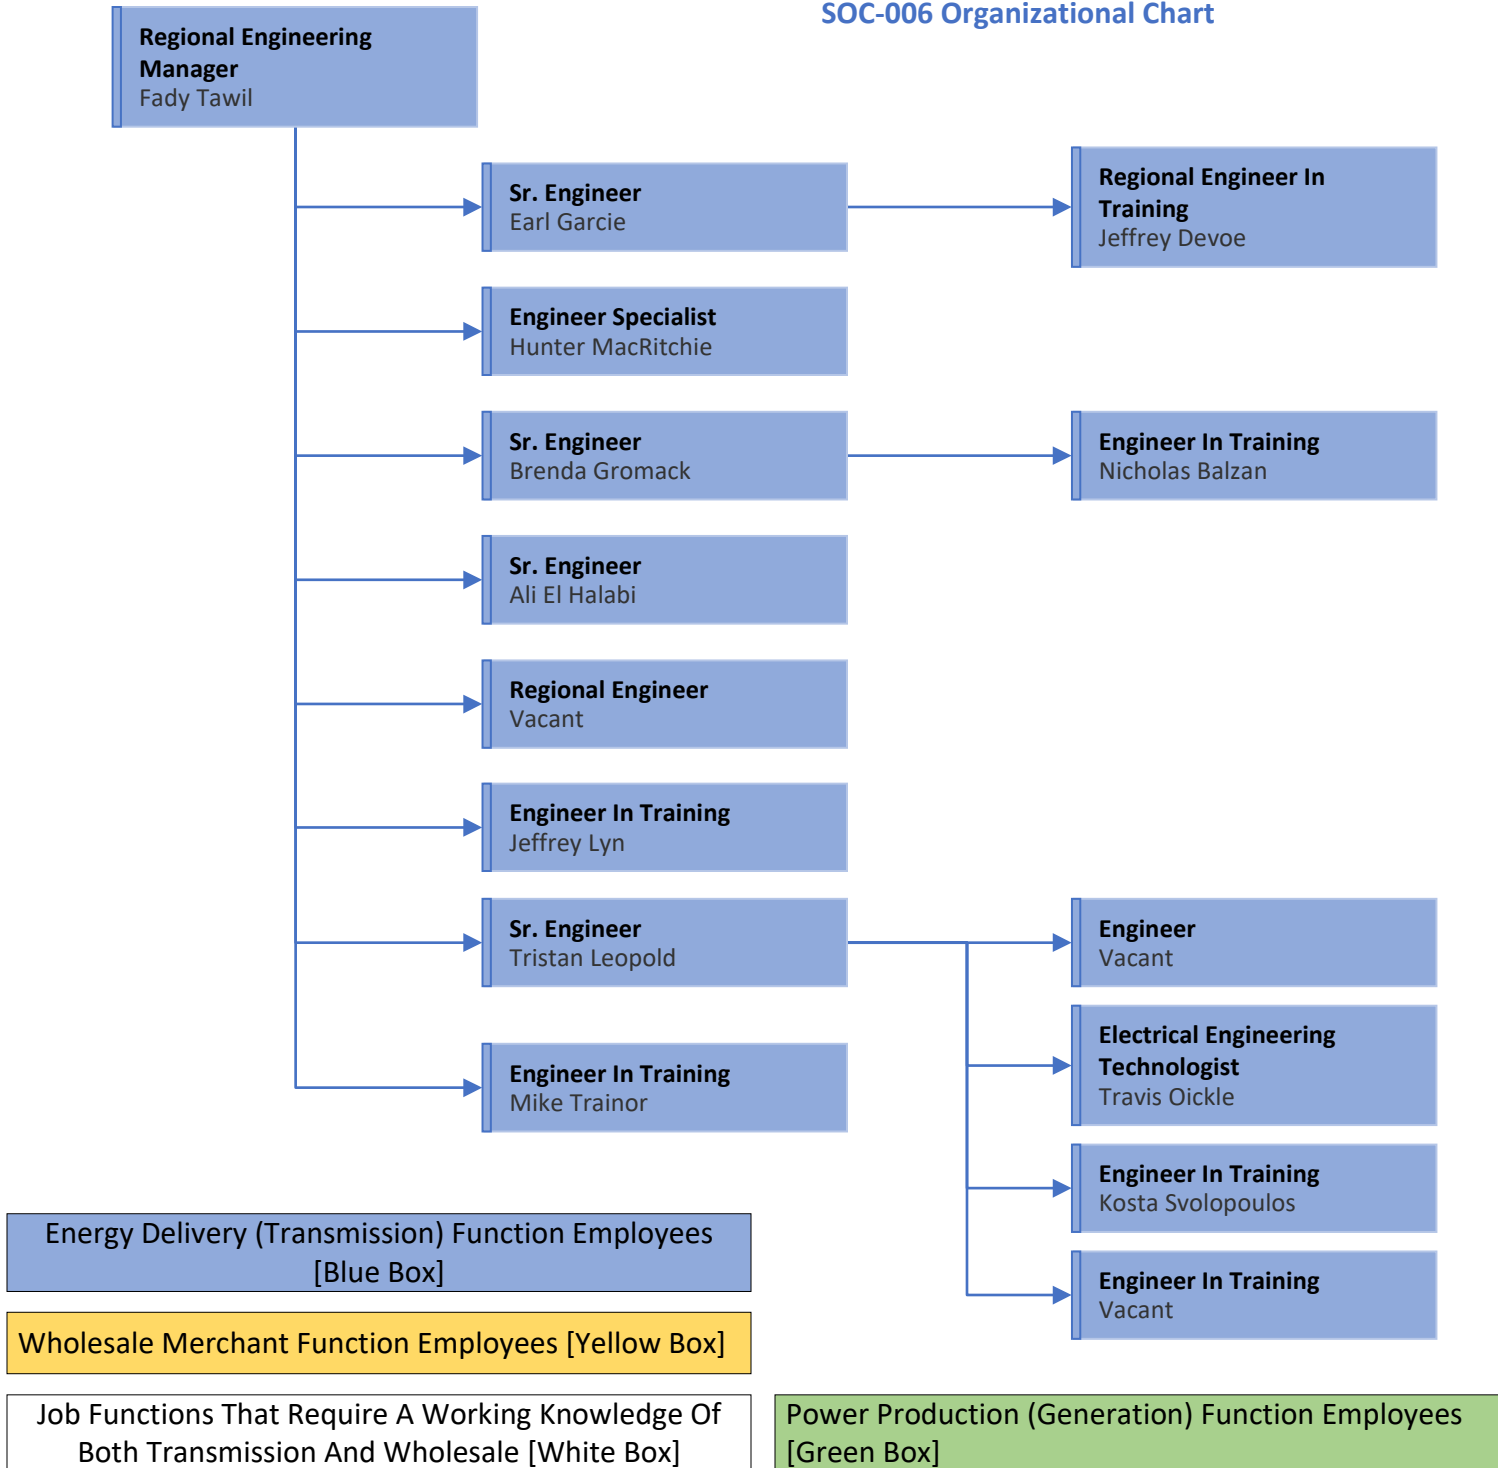 SOC-006 Organizational Chart
Regional Engineering
Manager
Fady Tawil
Sr. Engineer
Earl Garcie
Regional Engineer In
Training
Jeffrey Devoe
Engineer Specialist
Hunter MacRitchie
Sr. Engineer
Brenda Gromack
Engineer In Training
Nicholas Balzan
Sr. Engineer
Ali El Halabi
Regional Engineer
Vacant
Engineer In Training
Jeffrey Lyn
Sr. Engineer
Tristan Leopold
Engineer
Vacant
Electrical Engineering
Technologist
Travis Oickle
Engineer In Training
Mike Trainor
Engineer In Training
Kosta Svolopoulos
Engineer In Training
Vacant
Energy Delivery (Transmission) Function Employees
[Blue Box]
Wholesale Merchant Function Employees [Yellow Box]
Job Functions That Require A Working Knowledge Of
Both Transmission And Wholesale [White Box]
Power Production (Generation) Function Employees
[Green Box]